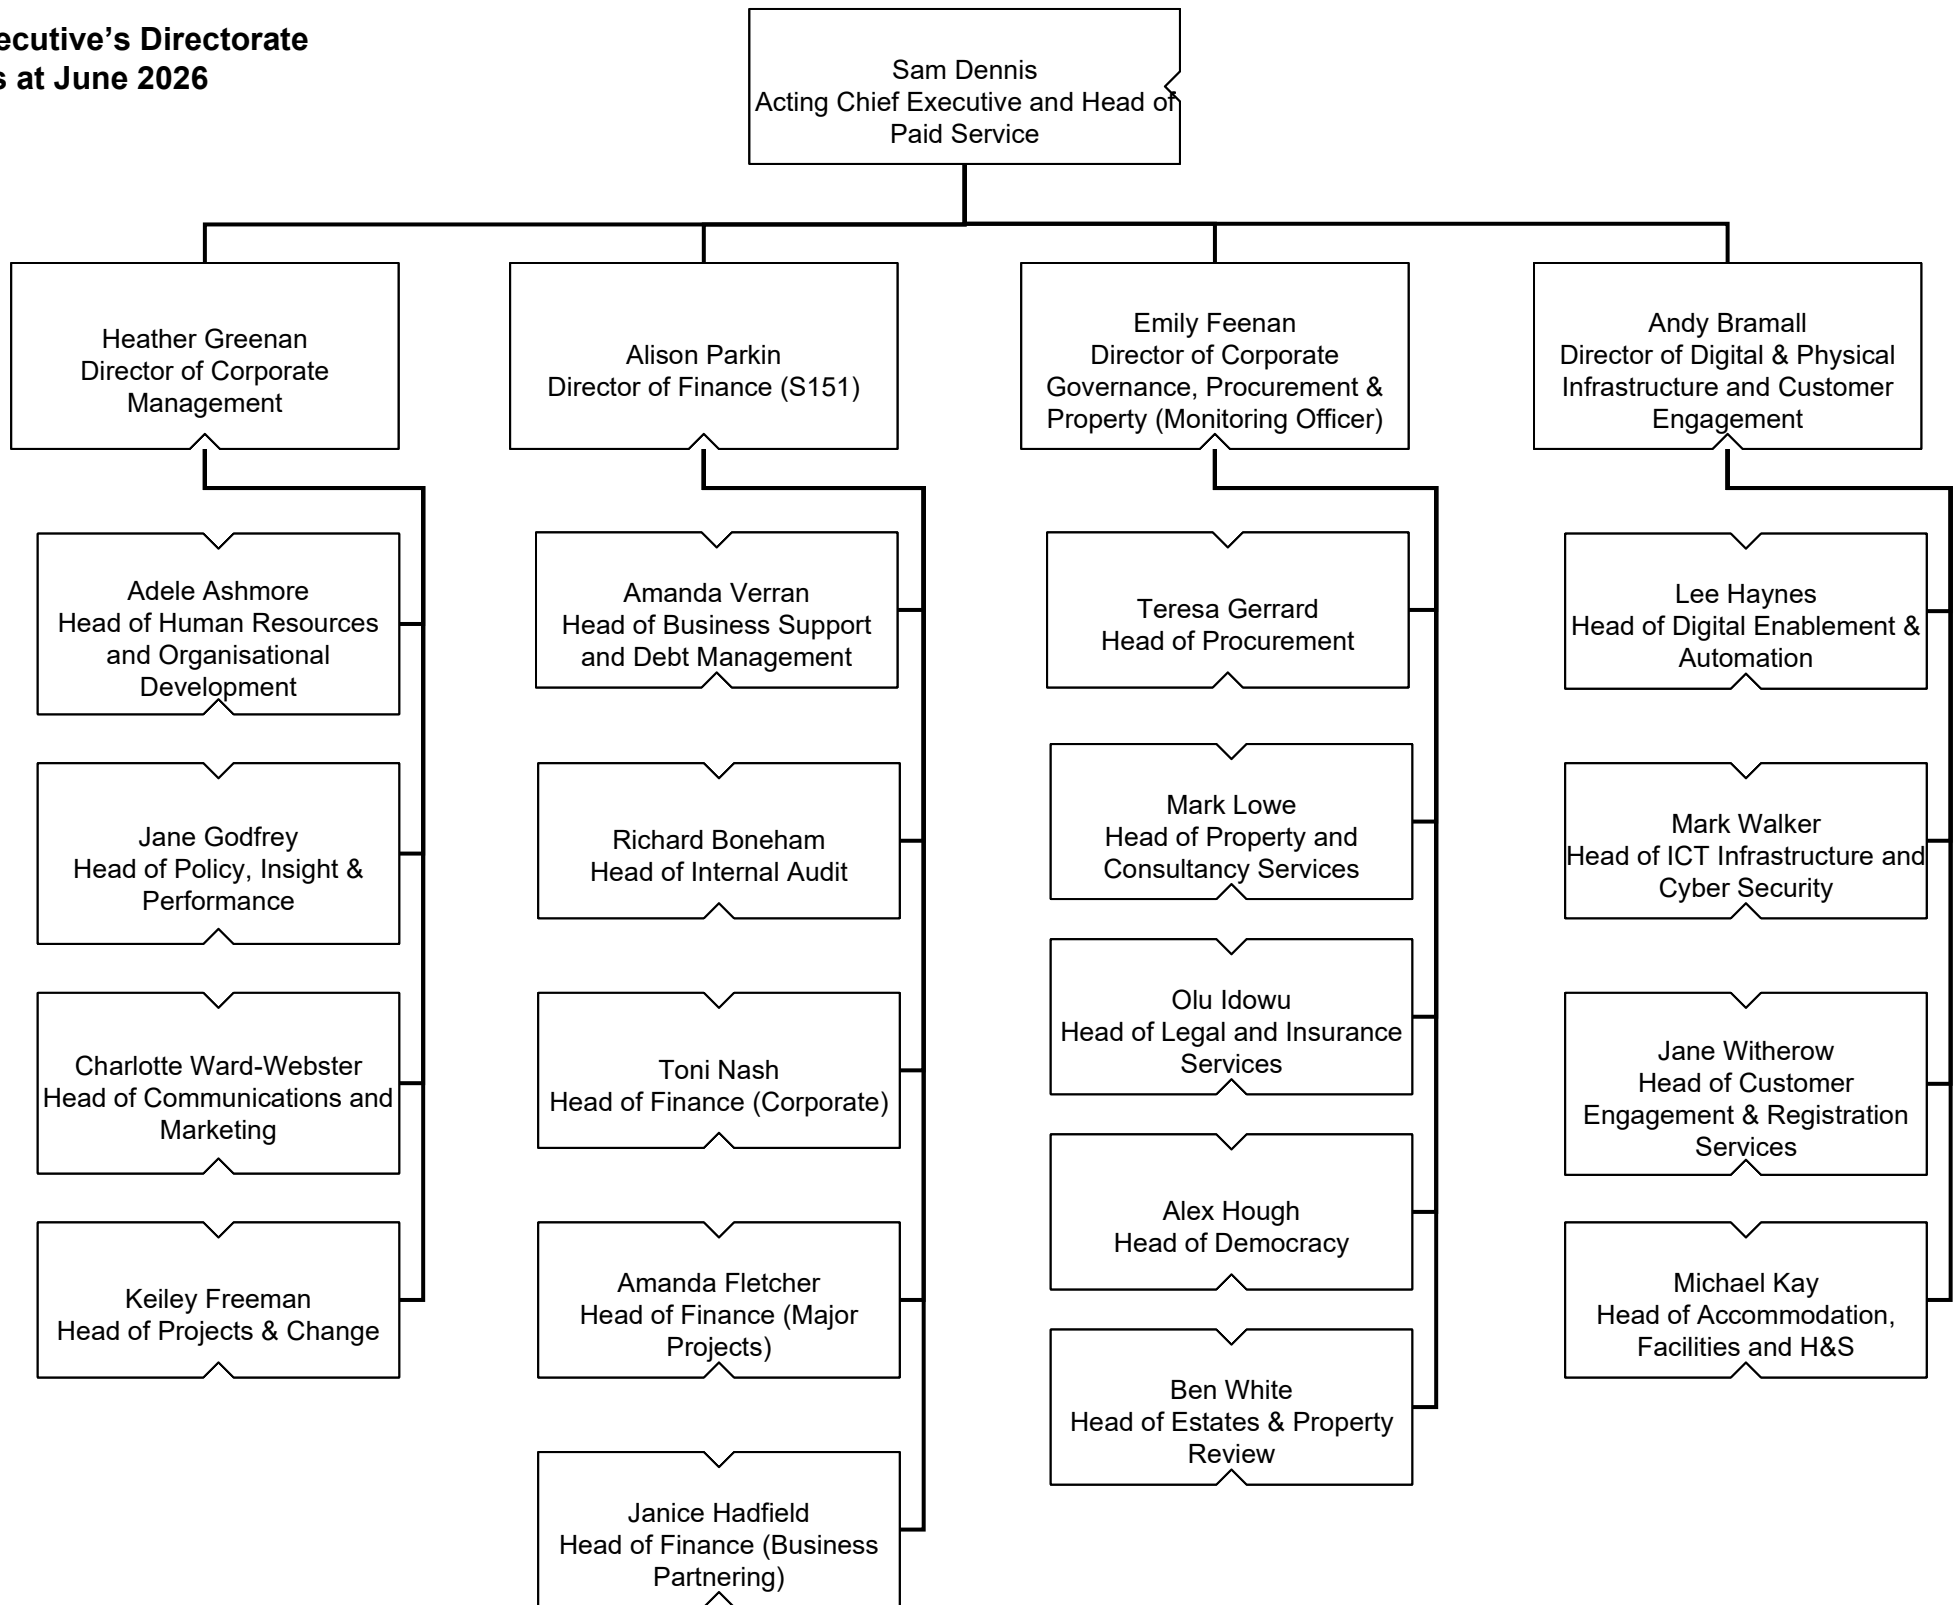 ecutive’s Directorate
s at June 2026
Sam Dennis
Acting Chief Executive and Head of
Paid Service
Heather Greenan
Director of Corporate
Management
Alison Parkin
Director of Finance (S151)
Emily Feenan
Director of Corporate
Governance, Procurement &
Property (Monitoring Officer)
Andy Bramall
Director of Digital & Physical
Infrastructure and Customer
Engagement
Adele Ashmore
Head of Human Resources
and Organisational
Development
Jane Godfrey
Head of Policy, Insight &
Performance
Charlotte Ward-Webster
Head of Communications and
Marketing
Keiley Freeman
Head of Projects & Change
Amanda Verran
Head of Business Support
and Debt Management
Richard Boneham
Head of Internal Audit
Toni Nash
Head of Finance (Corporate)
Amanda Fletcher
Head of Finance (Major
Projects)
Janice Hadfield
Head of Finance (Business
Partnering)
Teresa Gerrard
Head of Procurement
Mark Lowe
Head of Property and
Consultancy Services
Olu Idowu
Head of Legal and Insurance
Services
Alex Hough
Head of Democracy
Ben White
Head of Estates & Property
Review
Lee Haynes
Head of Digital Enablement &
Automation
Mark Walker
Head of ICT Infrastructure and
Cyber Security
Jane Witherow
Head of Customer
Engagement & Registration
Services
Michael Kay
Head of Accommodation,
Facilities and H&S